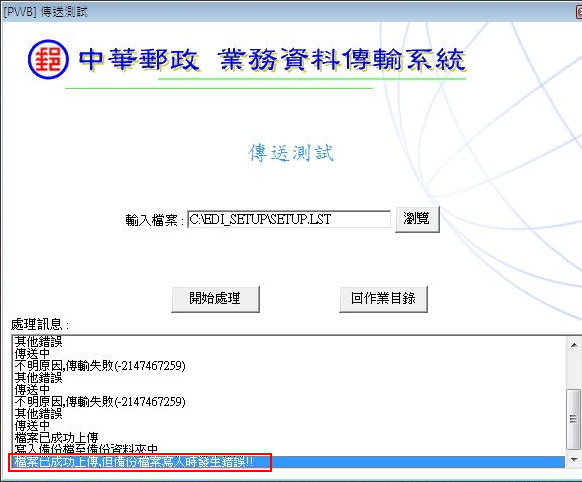 [PWB] 傳送測試
郵 中華郵政 業務資料傳輸系統
傳送測試
輸入檔案 : C:\EDI_SETUP\SETUP.LST 瀏覽
開始處理 回作業目錄
處理訊息 :
其他錯誤
傳送中
不明原因,傳輸失敗(-2147467259)
其他錯誤
傳送中
不明原因,傳輸失敗(-2147467259)
其他錯誤
傳送中
檔案已成功上傳
寫入備份檔至備份資料夾中
檔案已成功上傳,但備份檔案寫入時發生錯誤!!